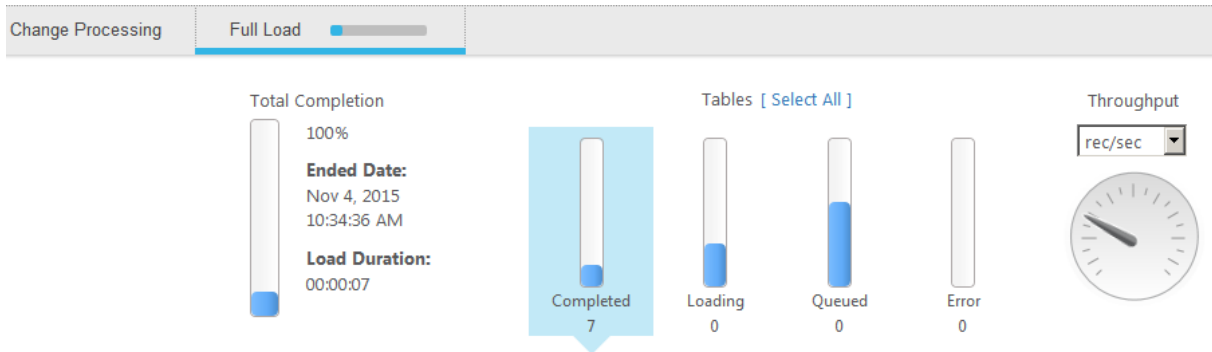 Change Processing
Full Load
Total Completion
100%
Ended Date:
Nov 4, 2015
10:34:36 AM
Load Duration:
00:00:07
Tables [ Select All ]
Completed
7
Loading
0
Queued
0
Error
0
Throughput
rec/sec